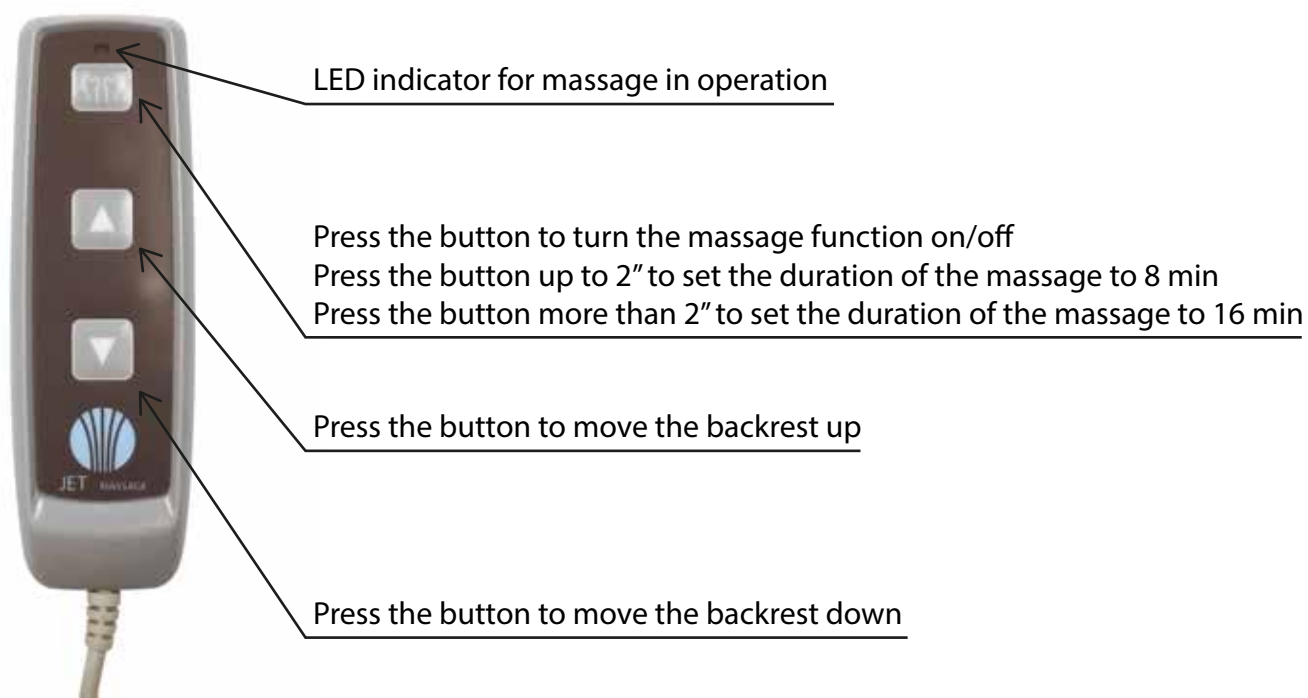 LED indicator for massage in operation
Press the button to turn the massage function on/off
Press the button up to 2” to set the duration of the massage to 8 min
Press the button more than 2” to set the duration of the massage to 16 min
Press the button to move the backrest up
JET MASSAGE
Press the button to move the backrest down